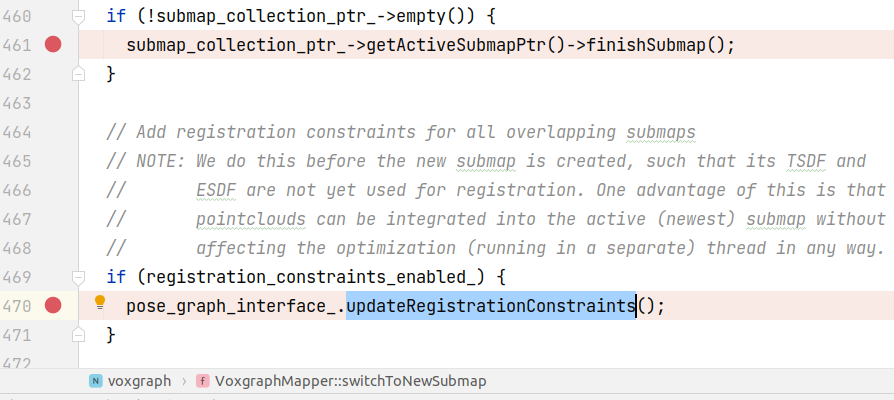 460 if (!submap_collection_ptr_->empty()) {
461 submap_collection_ptr_->getActiveSubmapPtr()->finishSubmap();
462 }
463
464 // Add registration constraints for all overlapping submaps
465 // NOTE: We do this before the new submap is created, such that its TSDF and
466 // ESDF are not yet used for registration. One advantage of this is that
467 // pointclouds can be integrated into the active (newest) submap without
468 // affecting the optimization (running in a separate) thread in any way.
469 if (registration_constraints_enabled_) {
470 pose_graph_interface_.updateRegistrationConstraints();
471 }
472
N voxgraph › f VoxgraphMapper::switchToNewSubmap